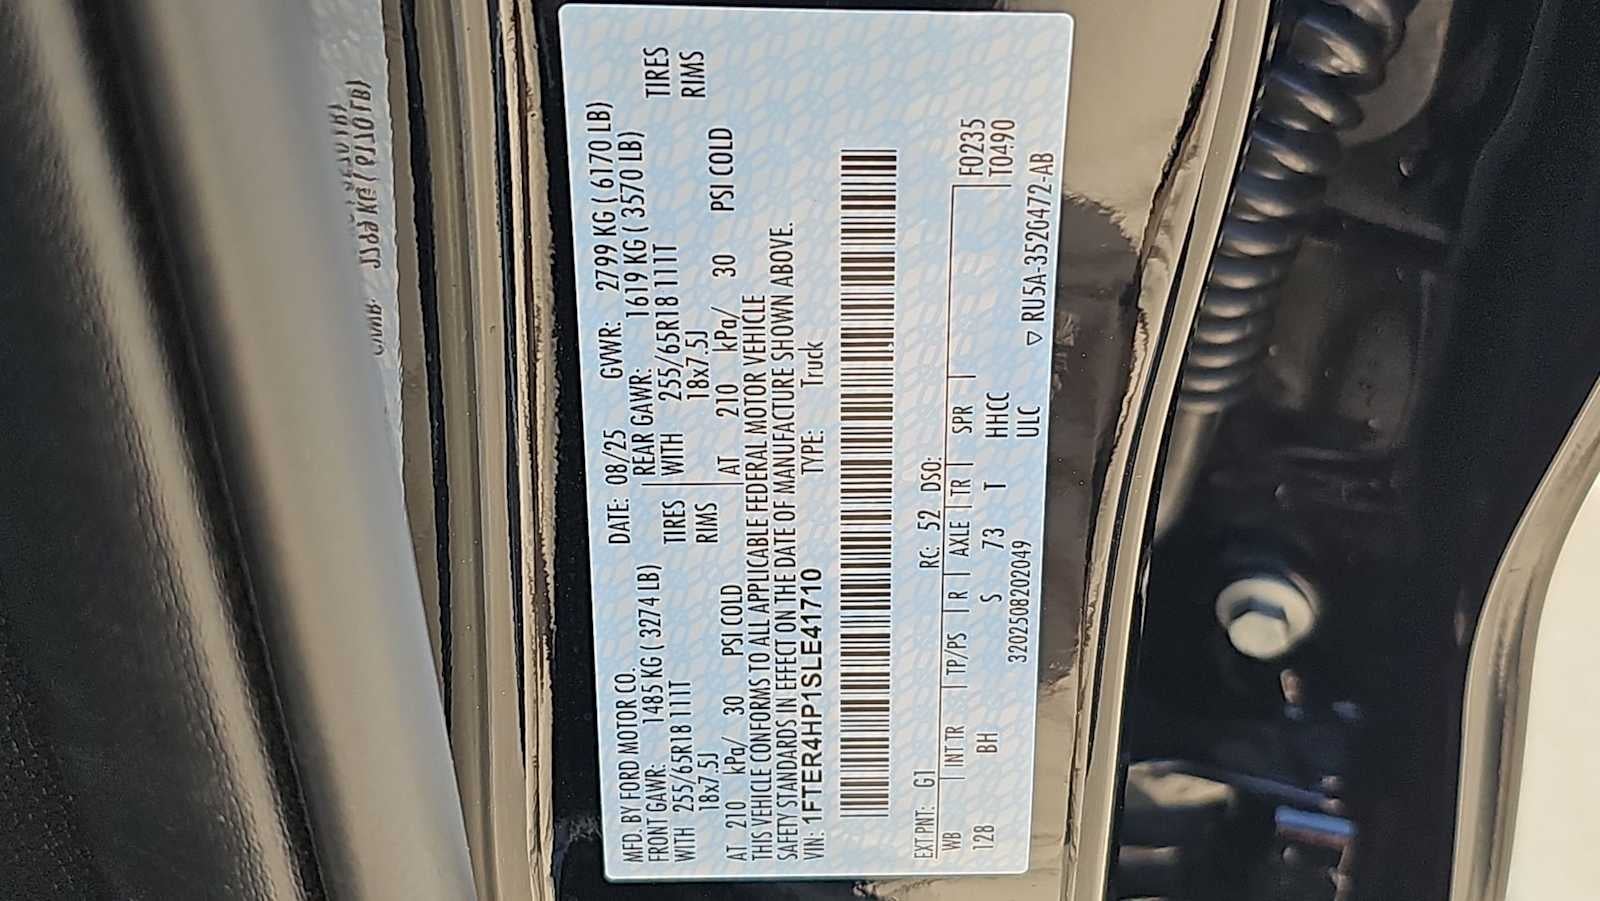 MFD. BY FORD MOTOR CO. DATE: 08/25 GVWR: 2799 KG ( 6170 LB)
FRONT GAWR: 1485 KG ( 3274 LB) REAR GAWR: 1619 KG ( 3570 LB)
WITH 255/65R18 111T TIRES WITH 255/65R18 111T TIRES
18x7.5J RIMS 18x7.5J RIMS
AT 210 kPa/ 30 PSI COLD AT 210 kPa/ 30 PSI COLD
THIS VEHICLE CONFORMS TO ALL APPLICABLE FEDERAL MOTOR VEHICLE
SAFETY STANDARDS IN EFFECT ON THE DATE OF MANUFACTURE SHOWN ABOVE.
VIN: 1FTER4HP1SLE41710 TYPE: Truck
EXT PNT: G1 RC: 52 DSO:
WB INT TR TP/PS R AXLE TR SPR F0235
128 BH S 73 T HHCC T0490
320250802049 ULC ▽ RU5A-3520472-AB